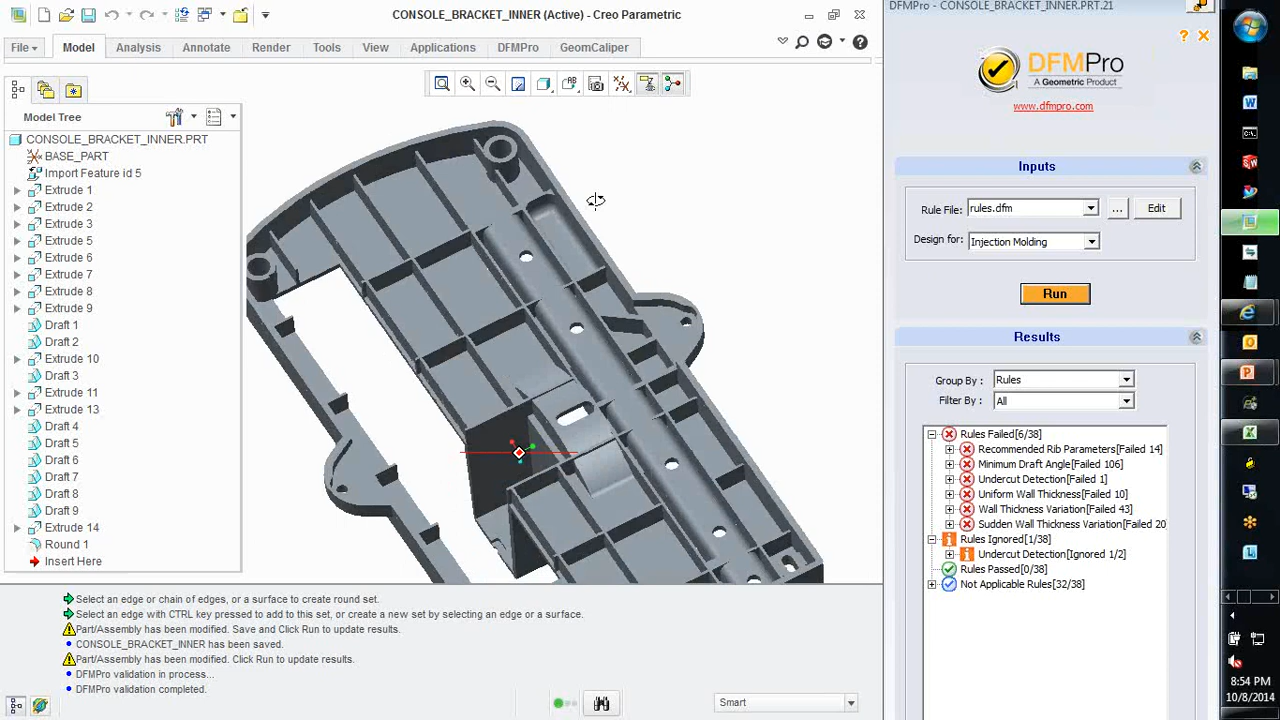 CONSOLE_BRACKET_INNER (Active) - Creo Parametric
File
Model
Analysis
Annotate
Render
Tools
View
Applications
DFMPro
GeomCaliper
Model Tree
CONSOLE_BRACKET_INNER.PRT
BASE_PART
Import Feature id 5
Extrude 1
Extrude 2
Extrude 3
Extrude 5
Extrude 6
Extrude 7
Extrude 8
Extrude 9
Draft 1
Draft 2
Extrude 10
Draft 3
Extrude 11
Extrude 13
Draft 4
Draft 5
Draft 6
Draft 7
Draft 8
Draft 9
Extrude 14
Round 1
Insert Here
Select an edge or chain of edges, or a surface to create round set.
Select an edge with CTRL key pressed to add to this set, or create a new set by selecting an edge or a surface.
Part/Assembly has been modified. Save and Click Run to update results.
CONSOLE_BRACKET_INNER has been saved.
Part/Assembly has been modified. Click Run to update results.
DFMPro validation in process...
DFMPro validation completed.
Smart
DFMPro - CONSOLE_BRACKET_INNER.PRT.21
DFMPro
A Geometric Product
www.dfmpro.com
Inputs
Rule File: rules.dfm ... Edit
Design for: Injection Molding
Run
Results
Group By : Rules
Filter By : All
Rules Failed[6/38]
Recommended Rib Parameters[Failed 14]
Minimum Draft Angle[Failed 106]
Undercut Detection[Failed 1]
Uniform Wall Thickness[Failed 10]
Wall Thickness Variation[Failed 43]
Sudden Wall Thickness Variation[Failed 20
Rules Ignored[1/38]
Undercut Detection[Ignored 1/2]
Rules Passed[0/38]
Not Applicable Rules[32/38]
8:54 PM
10/8/2014